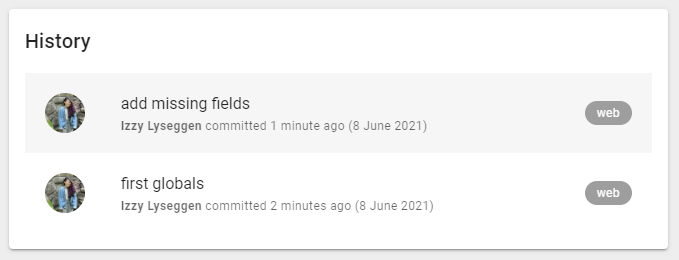 History
add missing fields
Izzy Lyseggen committed 1 minute ago (8 June 2021)
web
first globals
Izzy Lyseggen committed 2 minutes ago (8 June 2021)
web